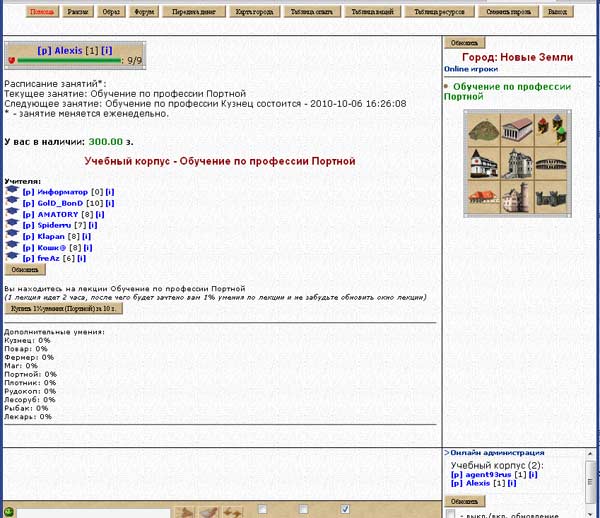 Помощь Рюкзак Образ Форум Передача денег Карта города Таблица опыта Таблица вещей Таблица ресурсов Сменить пароль Выход
[p] Alexis [1] [i]
: 9/9
Расписание занятий*:
Текущее занятие: Обучение по профессии Портной
Следующее занятие: Обучение по профессии Кузнец состоится - 2010-10-06 16:26:08
* - занятие меняется еженедельно.
У вас в наличии: 300.00 з.
Учебный корпус - Обучение по профессии Портной
Учителя:
[p] Информатор [0] [i]
[p] GolD_BonD [10] [i]
[p] AMATORY [8] [i]
[p] Spiderru [7] [i]
[p] Klapan [8] [i]
[p] Кошк@ [8] [i]
[p] freAz [6] [i]
Обновить
Вы находитесь на лекции Обучение по профессии Портной
(1 лекция идет 2 часа, после чего будет зачтено вам 1% умения по лекции и не забудьте обновить окно лекции)
Купить 1% умения (Портной) за 10 з.
Дополнительные умения:
Кузнец: 0%
Повар: 0%
Фермер: 0%
Маг: 0%
Портной: 0%
Плотник: 0%
Рудокоп: 0%
Лесоруб: 0%
Рыбак: 0%
Лекарь: 0%
Обновить
Город: Новые Земли
Online игроки
Обучение по профессии
Портной
> Онлайн администрация
Учебный корпус (2):
[p] agent93rus [1] [i]
[p] Alexis [1] [i]
Обновить
- выкл./вкл. обновление